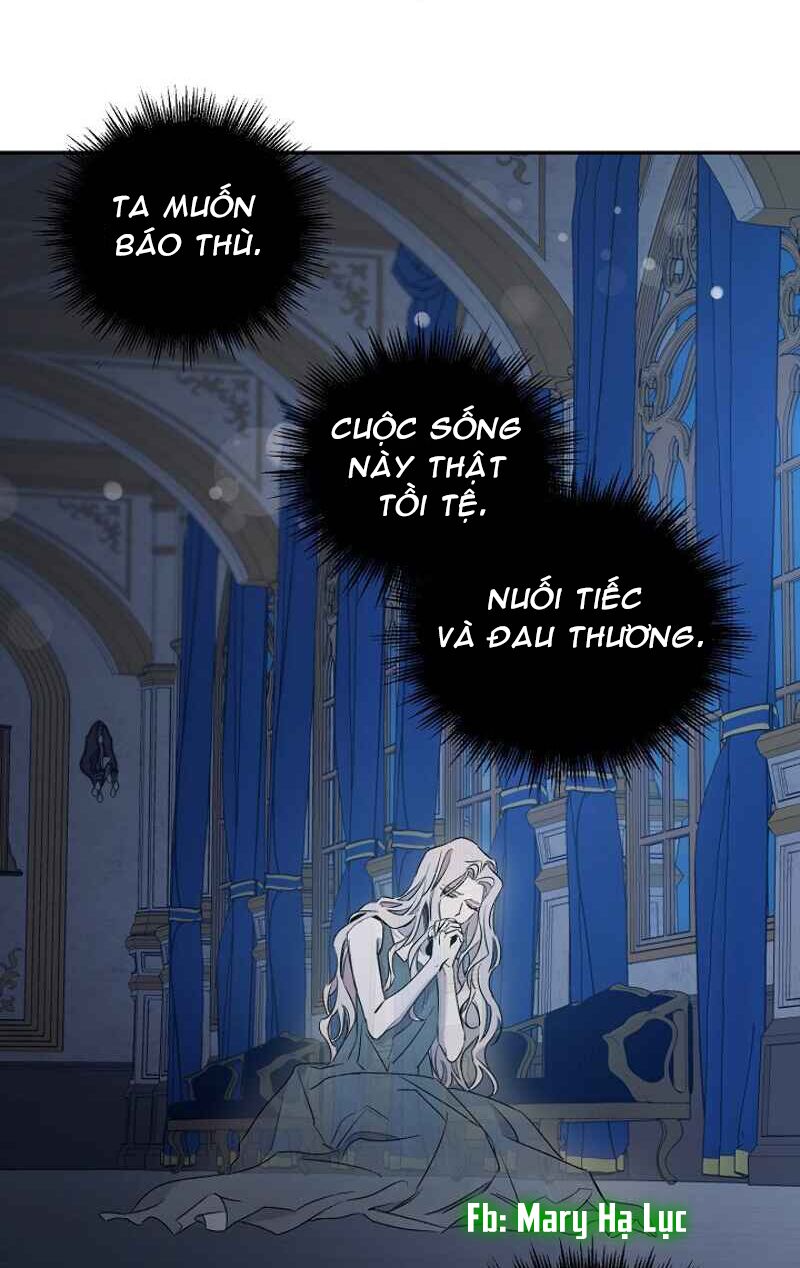 TA MUỐN
BÁO THÙ.
CUỘC SỐNG
NÀY THẬT
TỒI TỆ.
NUỐI TIẾC
VÀ ĐAU THƯƠNG.
Fb: Mary Hạ Lục